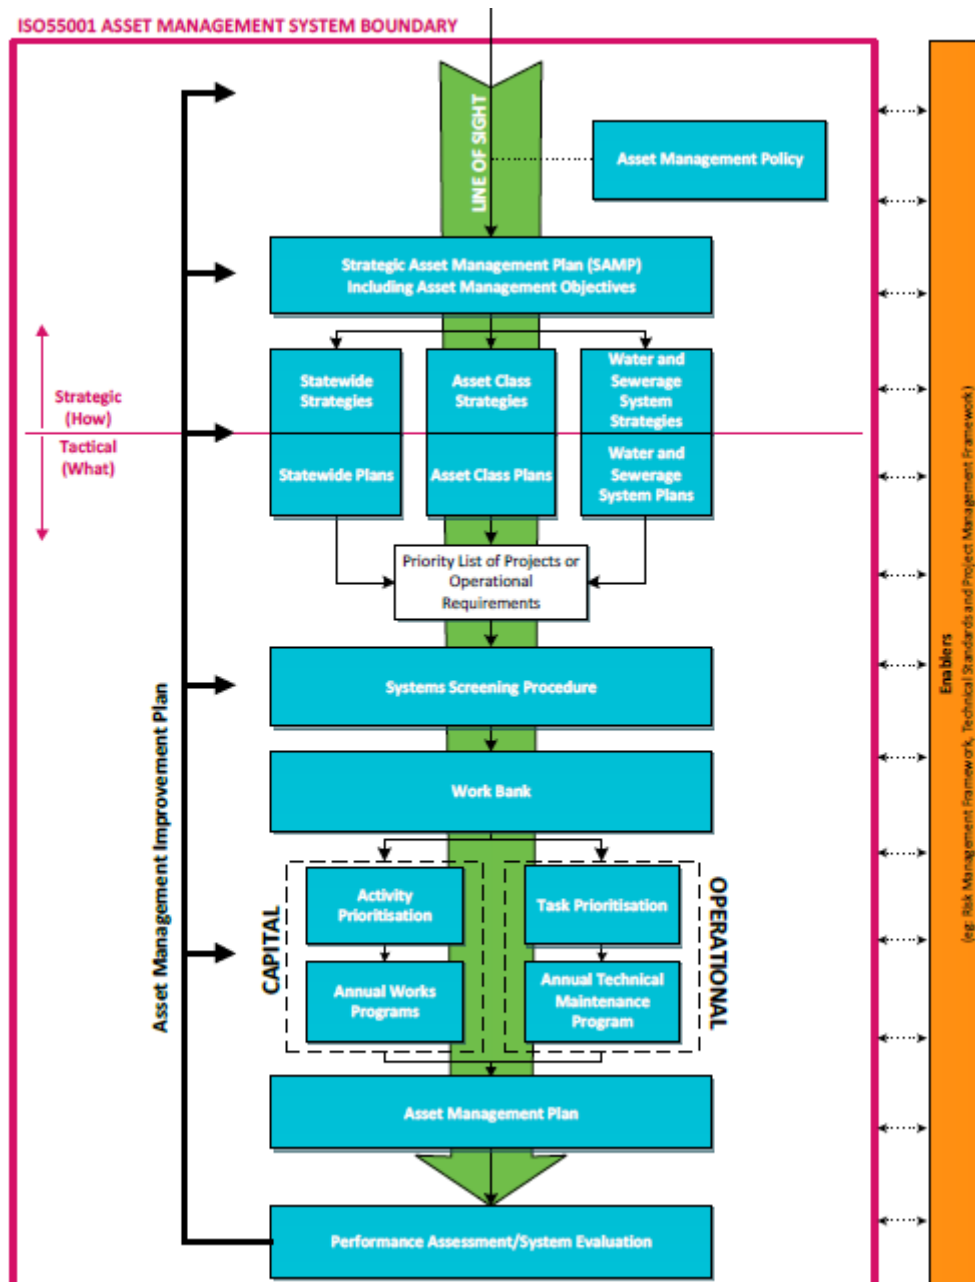 ISO55001 ASSET MANAGEMENT SYSTEM BOUNDARY
LINE OF SIGHT
Asset Management Policy
Strategic Asset Management Plan (SAMP)
Including Asset Management Objectives
Strategic
(How)
Tactical
(What)
Statewide
Strategies
Asset Class
Strategies
Water and
Sewerage
System
Strategies
Statewide Plans
Asset Class Plans
Water and
Sewerage
System Plans
Priority List of Projects or
Operational
Requirements
Systems Screening Procedure
Work Bank
CAPITAL
Activity
Prioritisation
Annual Works
Programs
Task Prioritisation
Annual Technical
Maintenance
Program
OPERATIONAL
Asset Management Plan
Performance Assessment/System Evaluation
Asset Management Improvement Plan
Enablers
(eg: Risk Management Framework, Technical Standards and Project Management Framework)